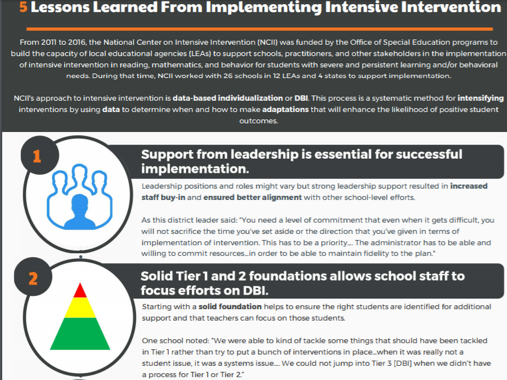 5 Lessons Learned From Implementing Intensive Intervention
From 2011 to 2016, the National Center on Intensive Intervention (NCII) was funded by the Office of Special Education programs to
build the capacity of local educational agencies (LEAs) to support schools, practitioners, and other stakeholders in the implementation
of intensive intervention in reading, mathematics, and behavior for students with severe and persistent learning and/or behavioral
needs. During that time, NCII worked with 26 schools in 12 LEAs and 4 states to support implementation.
NCII's approach to intensive intervention is data-based individualization or DBI. This process is a systematic method for intensifying
interventions by using data to determine when and how to make adaptations that will enhance the likelihood of positive student
outcomes.
1
Support from leadership is essential for successful
implementation.
Leadership positions and roles might vary but strong leadership support resulted in increased
staff buy-in and ensured better alignment with other school-level efforts.
As this district leader said: "You need a level of commitment that even when it gets difficult, you
will not sacrifice the time you've set aside or the direction that you've given in terms of
implementation of intervention. This has to be a priority.... The administrator has to be able and
willing to commit resources...in order to be able to maintain fidelity to the plan."
2
Solid Tier 1 and 2 foundations allows school staff to
focus efforts on DBI.
Starting with a solid foundation helps to ensure the right students are identified for additional
support and that teachers can focus on those students.
One school noted: "We were able to kind of tackle some things that should have been tackled
in Tier 1 rather than try to put a bunch of interventions in place...when it was really not a
student issue, it was a systems issue.... We could not jump into Tier 3 [DBI] when we didn't have
a process for Tier 1 or Tier 2."